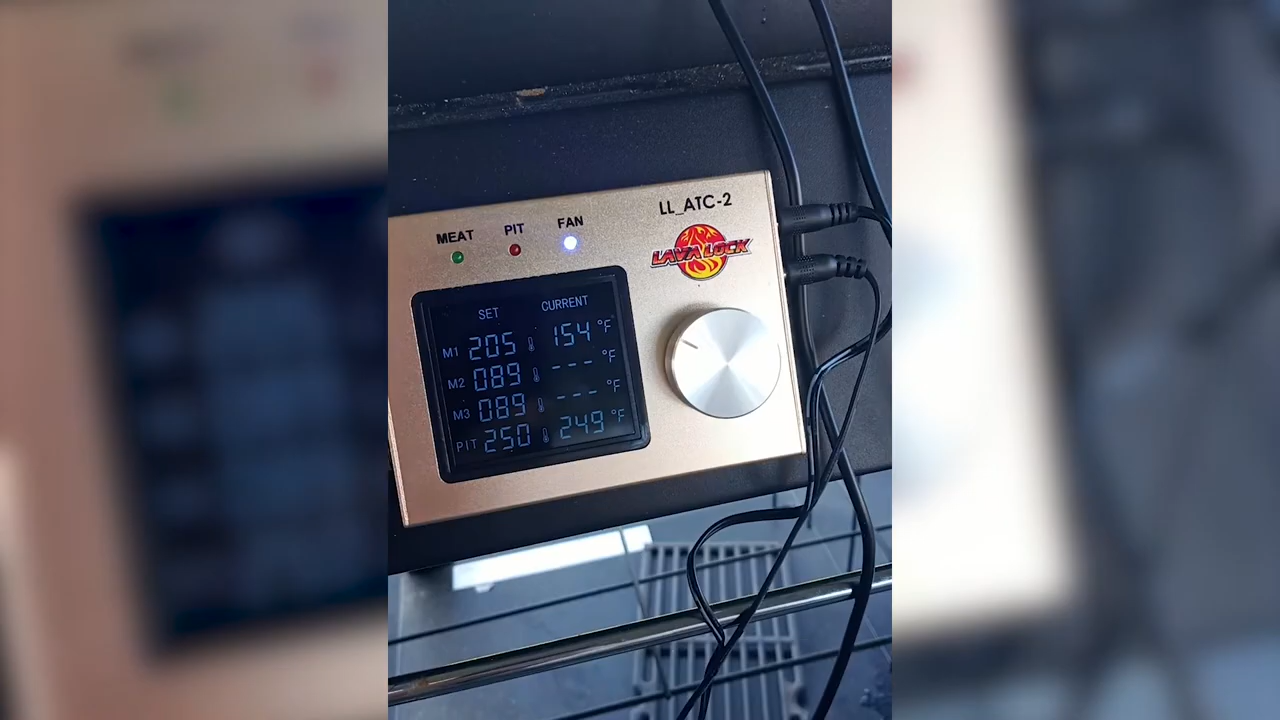 LL_ATC-2
MEAT PIT FAN
LAVA LOCK
SET CURRENT
M1 205 154 °F
M2 089 --- °F
M3 089 --- °F
PIT 250 249 °F